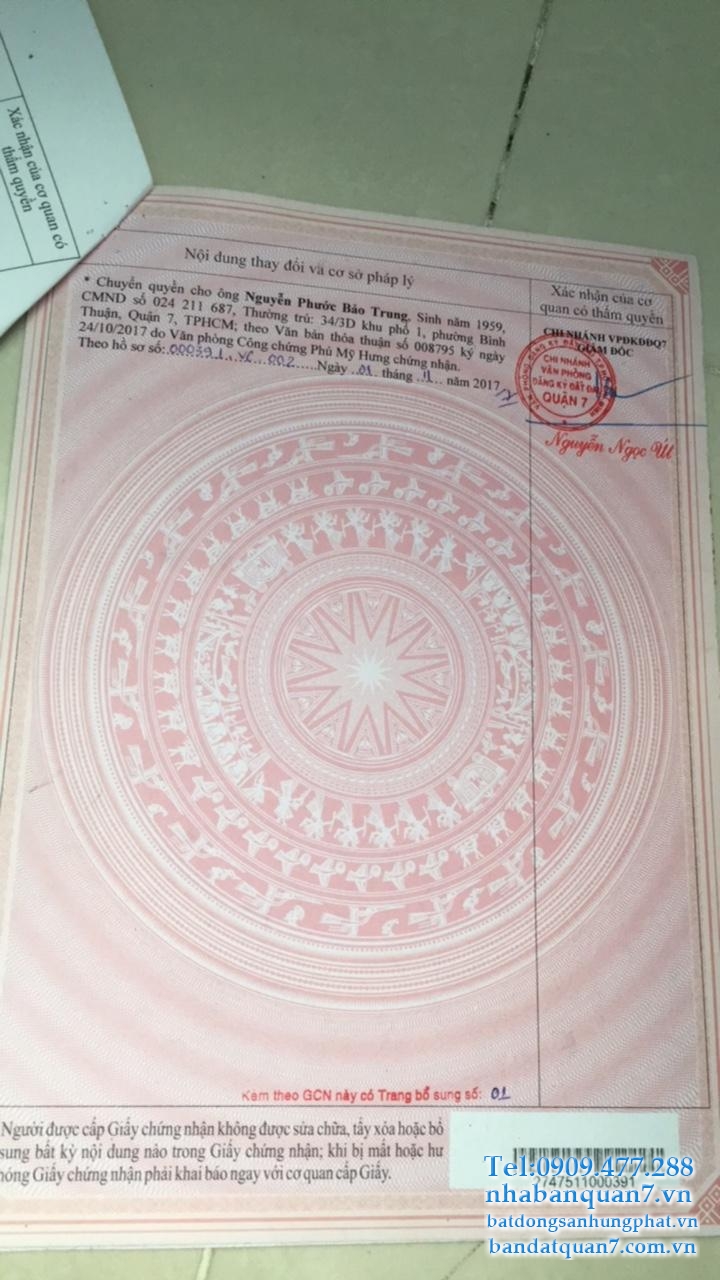 Xác nhận của cơ quan có
thẩm quyền
Nội dung thay đổi và cơ sở pháp lý
Xác nhận của cơ
quan có thẩm quyền
* Chuyển quyền cho ông Nguyễn Phước Bảo Trung, Sinh năm 1959,
CMND số 024 211 687, Thường trú: 34/3D khu phố 1, phường Bình
Thuận, Quận 7, TPHCM; theo Văn bản thỏa thuận số 008795 ký ngày
24/10/2017 do Văn phòng Công chứng Phú Mỹ Hưng chứng nhận.
Theo hồ sơ số: 000391.YC.002.....Ngày .01. tháng .11.. năm 2017
CHI NHÁNH VPĐKĐĐQ7
GIÁM ĐỐC
CHI NHÁNH
VĂN PHÒNG
ĐĂNG KÝ ĐẤT ĐAI
QUẬN 7
Nguyễn Ngọc Út
Kèm theo GCN này có Trang bổ sung số: 01
Người được cấp Giấy chứng nhận không được sửa chữa, tẩy xóa hoặc bổ
sung bất kỳ nội dung nào trong Giấy chứng nhận; khi bị mất hoặc hư
hỏng Giấy chứng nhận phải khai báo ngay với cơ quan cấp Giấy.
2747511000391
Tel:0909.477.288
nhabanquan7.vn
batdongsanhungphat.vn
bandatquan7.com.vn